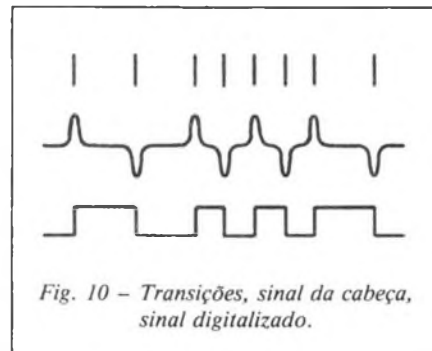 Fig. 10 – Transições, sinal da cabeça,
sinal digitalizado.